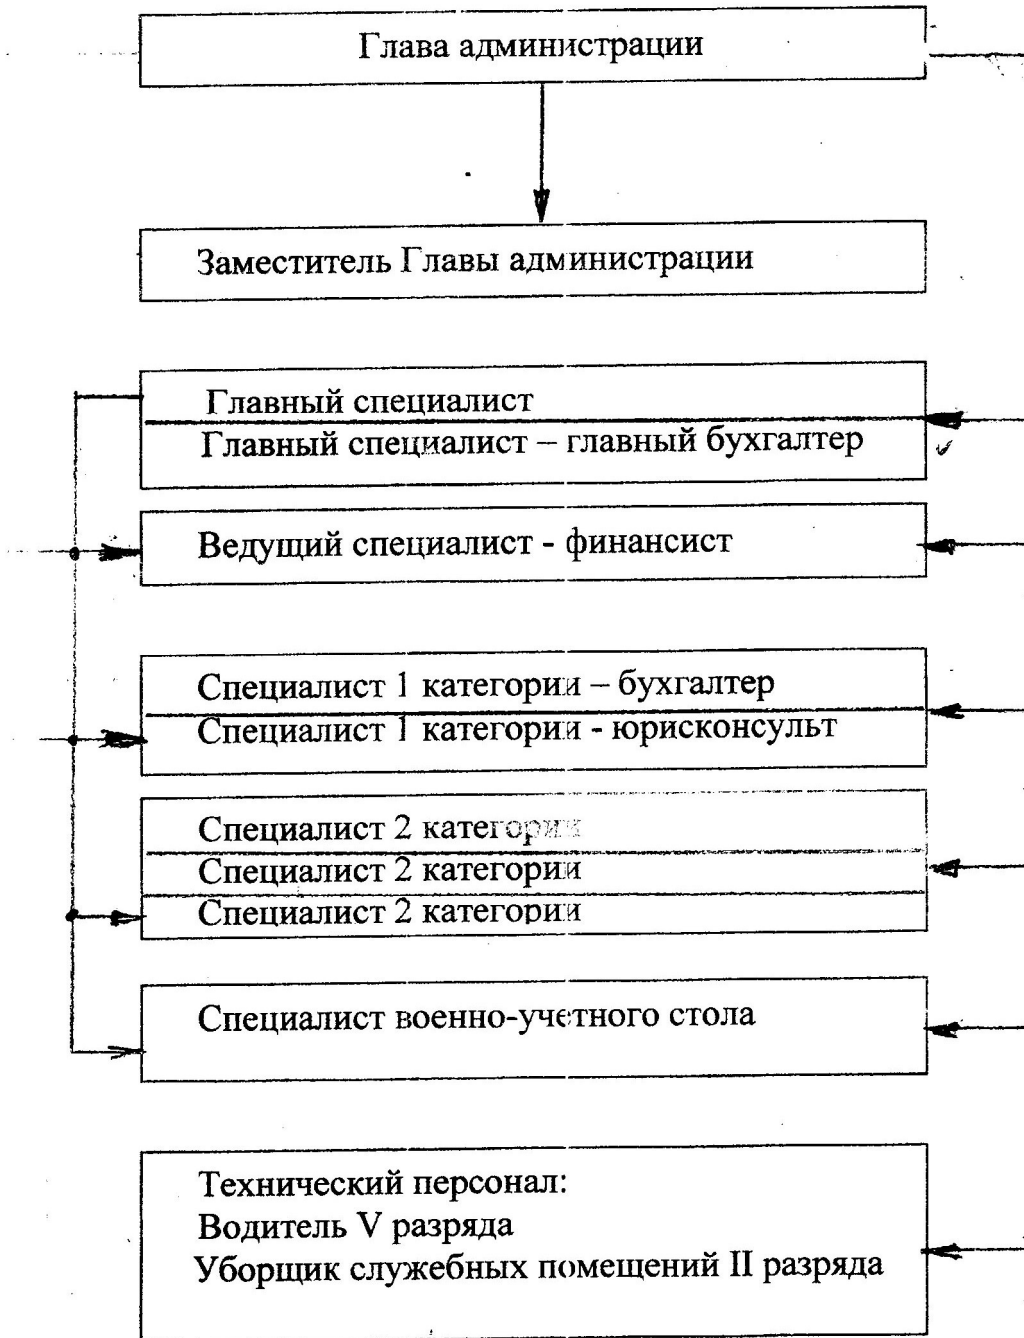 Глава администрации
Заместитель Главы администрации
Главный специалист
Главный специалист – главный бухгалтер
Ведущий специалист - финансист
Специалист 1 категории – бухгалтер
Специалист 1 категории - юрисконсульт
Специалист 2 категории
Специалист 2 категории
Специалист 2 категории
Специалист военно-учетного стола
Технический персонал:
Водитель V разряда
Уборщик служебных помещений II разряда